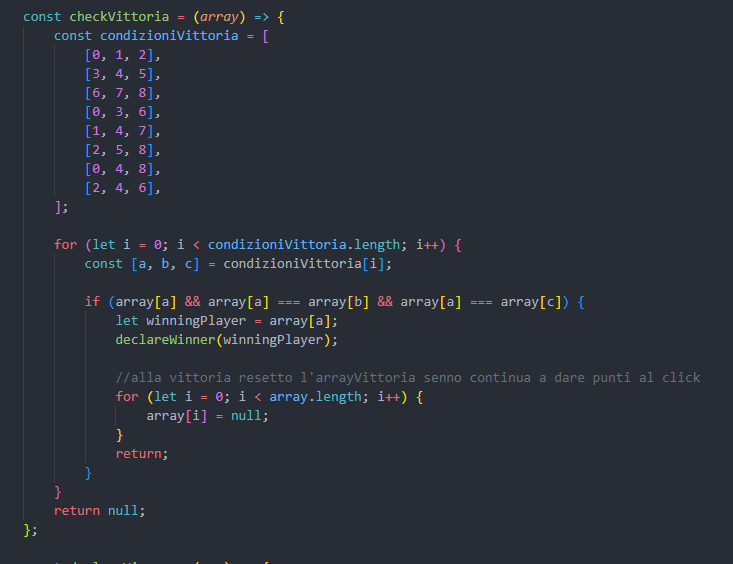 const checkVittoria = (array) => {
    const condizioniVittoria = [
        [0, 1, 2],
        [3, 4, 5],
        [6, 7, 8],
        [0, 3, 6],
        [1, 4, 7],
        [2, 5, 8],
        [0, 4, 8],
        [2, 4, 6],
    ];
    for (let i = 0; i < condizioniVittoria.length; i++) {
        const [a, b, c] = condizioniVittoria[i];
        if (array[a] && array[a] === array[b] && array[a] === array[c]) {
            let winningPlayer = array[a];
            declareWinner(winningPlayer);
            //alla vittoria resetto l'arrayVittoria senno continua a dare punti al click
            for (let i = 0; i < array.length; i++) {
                array[i] = null;
            }
            return;
        }
    }
    return null;
};